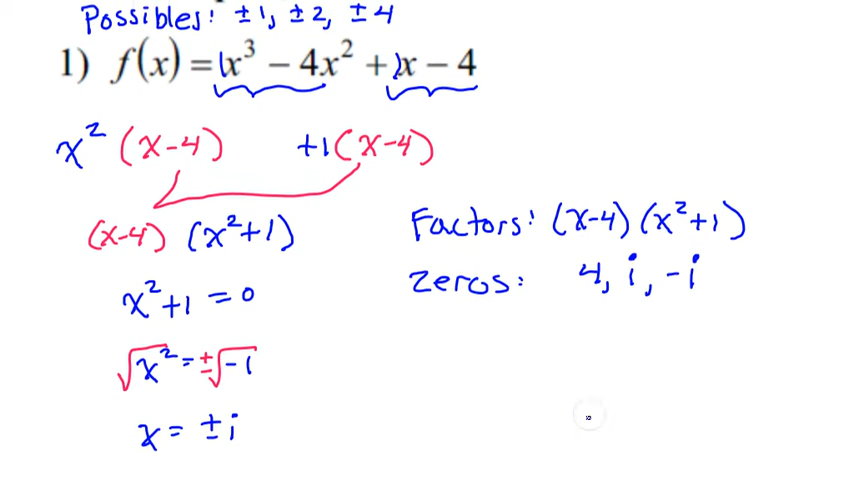 Possibles: ±1, ±2, ±4
1) f(x) = 1x³ − 4x² + 1x − 4
x² (x-4) +1(x-4)
(x-4) (x²+1)
x²+1 = 0
√x² = ±√-1
x = ±i
Factors: (x-4) (x²+1)
Zeros: 4, i, -i